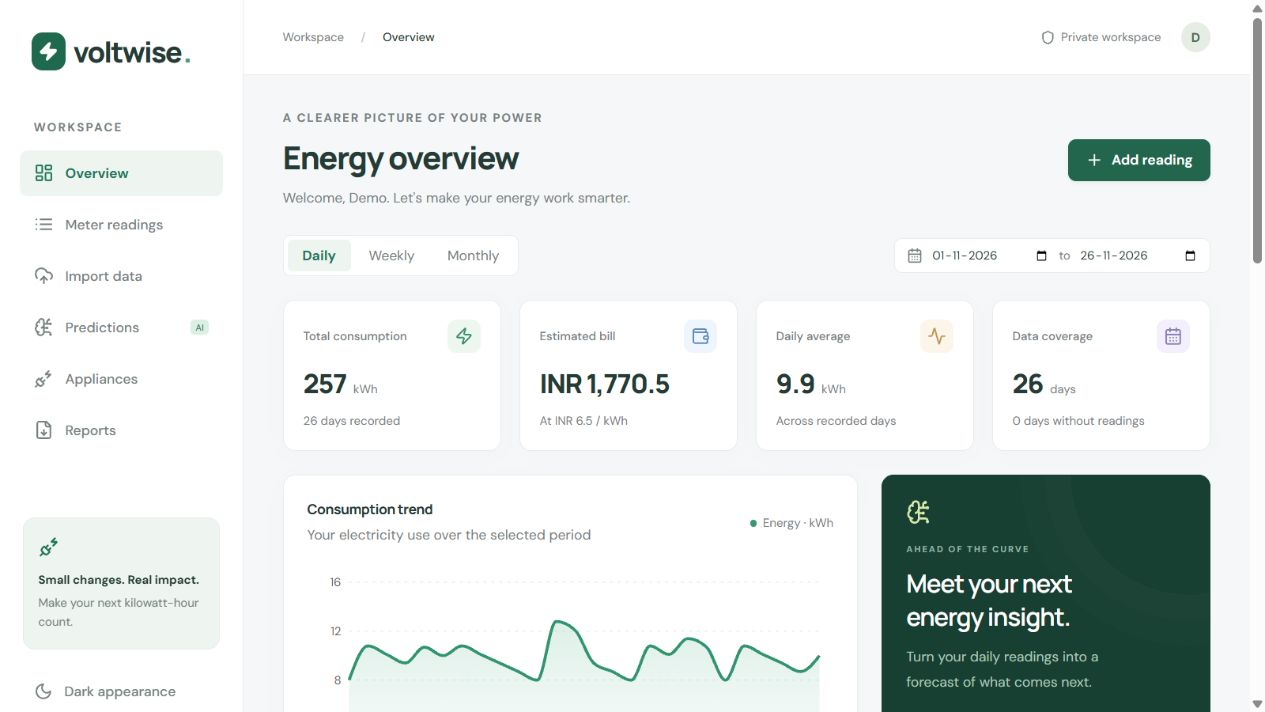 voltwise.
WORKSPACE
Overview
Meter readings
Import data
Predictions AI
Appliances
Reports
Small changes. Real impact.
Make your next kilowatt-hour
count.
Dark appearance
Workspace / Overview
Private workspace D
A CLEARER PICTURE OF YOUR POWER
Energy overview
Welcome, Demo. Let's make your energy work smarter.
+ Add reading
Daily Weekly Monthly
01-11-2026 to 26-11-2026
Total consumption
257 kWh
26 days recorded
Estimated bill
INR 1,770.5
At INR 6.5 / kWh
Daily average
9.9 kWh
Across recorded days
Data coverage
26 days
0 days without readings
Consumption trend
Your electricity use over the selected period
Energy · kWh
16
12
8
AHEAD OF THE CURVE
Meet your next
energy insight.
Turn your daily readings into a
forecast of what comes next.